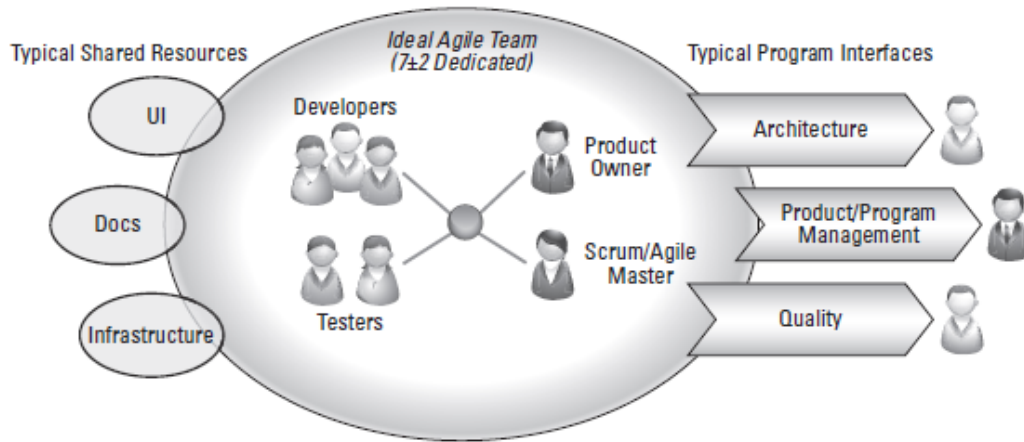 Typical Shared Resources
Ideal Agile Team
(7±2 Dedicated)
Typical Program Interfaces
UI
Docs
Infrastructure
Developers
Testers
Product
Owner
Scrum/Agile
Master
Architecture
Product/Program
Management
Quality